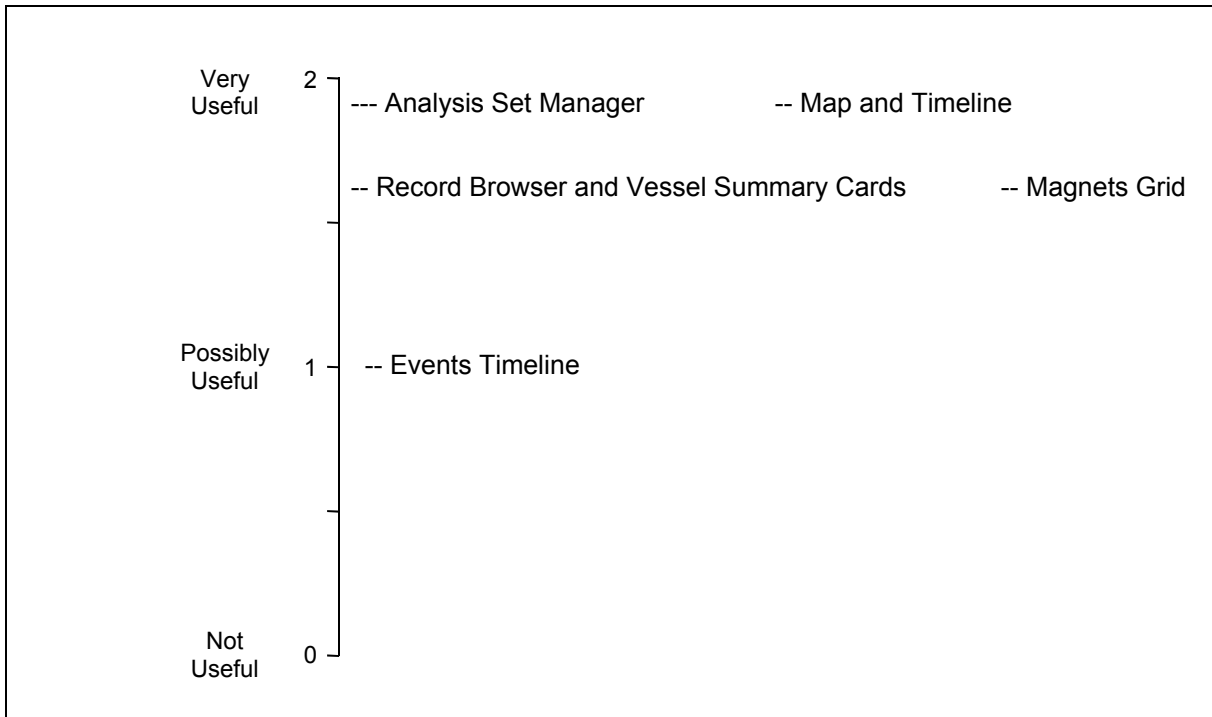 Very
Useful
2
--- Analysis Set Manager
-- Map and Timeline
-- Record Browser and Vessel Summary Cards
-- Magnets Grid
Possibly
Useful
1
-- Events Timeline
Not
Useful
0